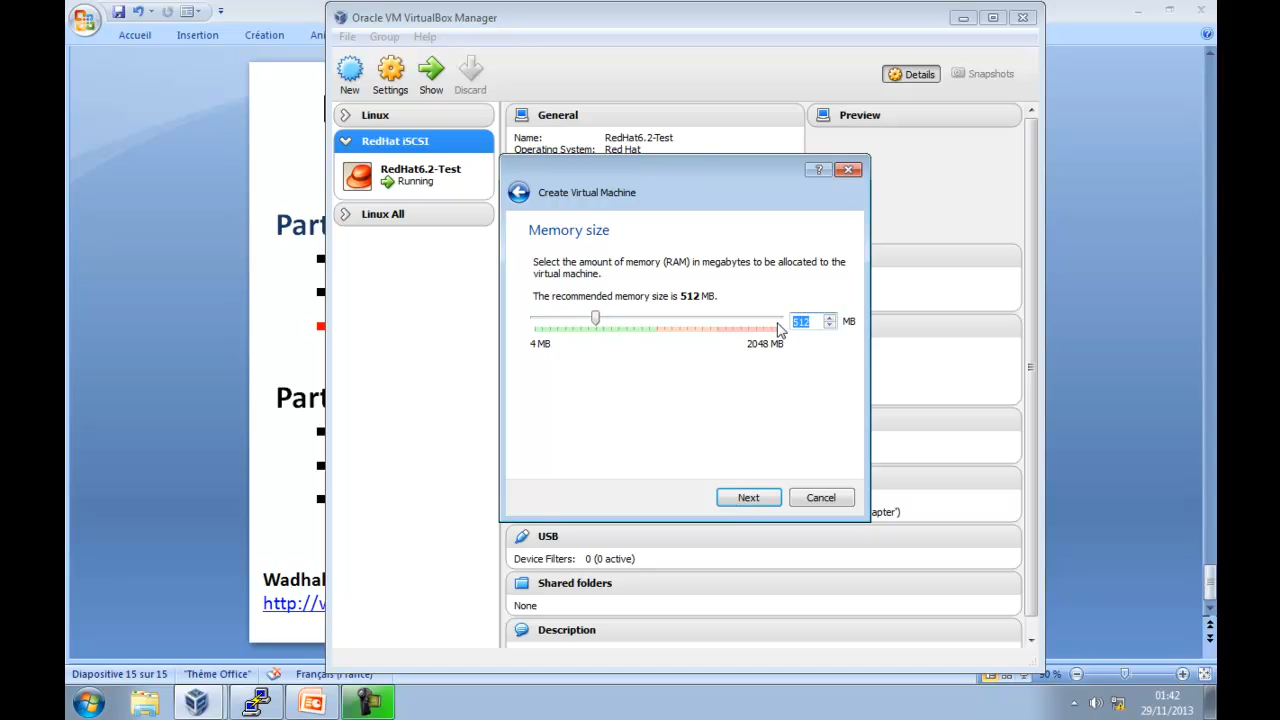 Oracle VM VirtualBox Manager
Accueil
Insertion
Création
File
Group
Help
New
Settings
Show
Discard
Details
Snapshots
Linux
RedHat iSCSI
RedHat6.2-Test
Running
Linux All
General
Name: RedHat6.2-Test
Operating System: Red Hat
Preview
Create Virtual Machine
Memory size
Select the amount of memory (RAM) in megabytes to be allocated to the
virtual machine.
The recommended memory size is 512 MB.
512 MB
4 MB
2048 MB
Next
Cancel
USB
Device Filters: 0 (0 active)
Shared folders
None
Description
Part
Part
http://
Diapositive 15 sur 15
"Thème Office"
Français (France)
01:42
29/11/2013